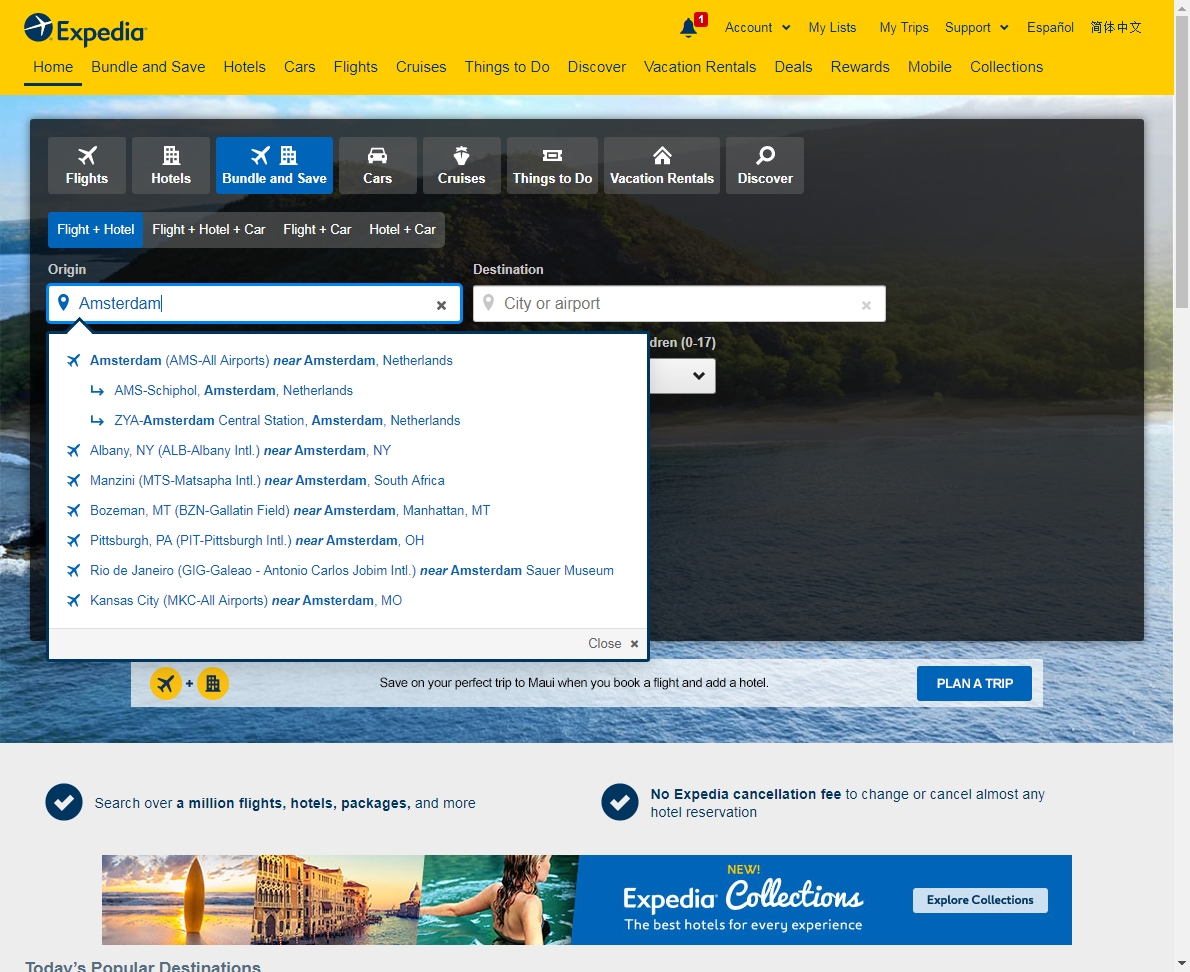 Expedia
1
Account
My Lists
My Trips
Support
Español
简体中文
Home
Bundle and Save
Hotels
Cars
Flights
Cruises
Things to Do
Discover
Vacation Rentals
Deals
Rewards
Mobile
Collections
Flights
Hotels
Bundle and Save
Cars
Cruises
Things to Do
Vacation Rentals
Discover
Flight + Hotel
Flight + Hotel + Car
Flight + Car
Hotel + Car
Origin
Destination
Amsterdam
City or airport
dren (0-17)
Amsterdam (AMS-All Airports) near Amsterdam, Netherlands
AMS-Schiphol, Amsterdam, Netherlands
ZYA-Amsterdam Central Station, Amsterdam, Netherlands
Albany, NY (ALB-Albany Intl.) near Amsterdam, NY
Manzini (MTS-Matsapha Intl.) near Amsterdam, South Africa
Bozeman, MT (BZN-Gallatin Field) near Amsterdam, Manhattan, MT
Pittsburgh, PA (PIT-Pittsburgh Intl.) near Amsterdam, OH
Rio de Janeiro (GIG-Galeao - Antonio Carlos Jobim Intl.) near Amsterdam Sauer Museum
Kansas City (MKC-All Airports) near Amsterdam, MO
Close
+
Save on your perfect trip to Maui when you book a flight and add a hotel.
PLAN A TRIP
Search over a million flights, hotels, packages, and more
No Expedia cancellation fee to change or cancel almost any
hotel reservation
NEW!
Expedia Collections
The best hotels for every experience
Explore Collections
Today's Popular Destinations